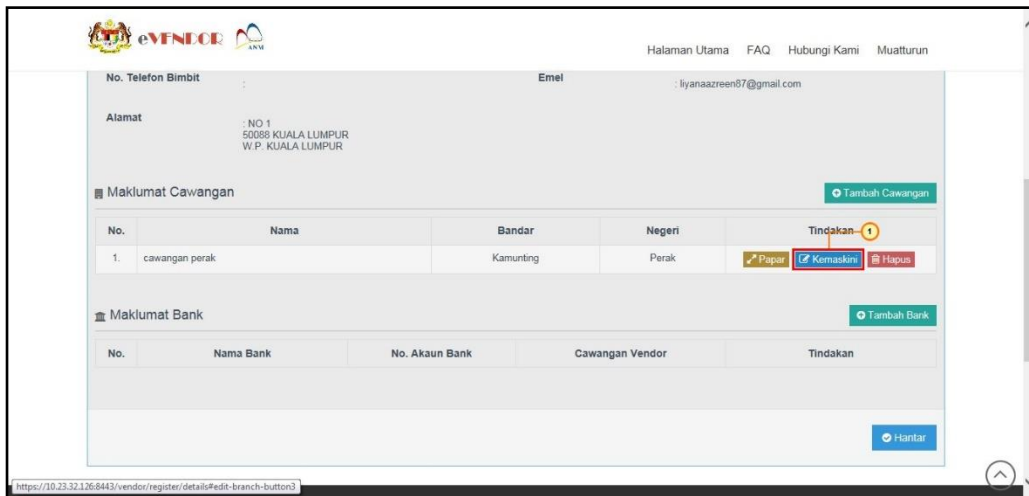 eVENDOR ANM
Halaman Utama FAQ Hubungi Kami Muatturun
No. Telefon Bimbit : Emel : liyanaazreen87@gmail.com
Alamat : NO 1
50088 KUALA LUMPUR
W.P. KUALA LUMPUR
Maklumat Cawangan Tambah Cawangan
No. Nama Bandar Negeri Tindakan 1
1. cawangan perak Kamunting Perak Papar Kemaskini Hapus
Maklumat Bank Tambah Bank
No. Nama Bank No. Akaun Bank Cawangan Vendor Tindakan
Hantar
https://10.23.32.126:8443/vendor/register/details#edit-branch-button3